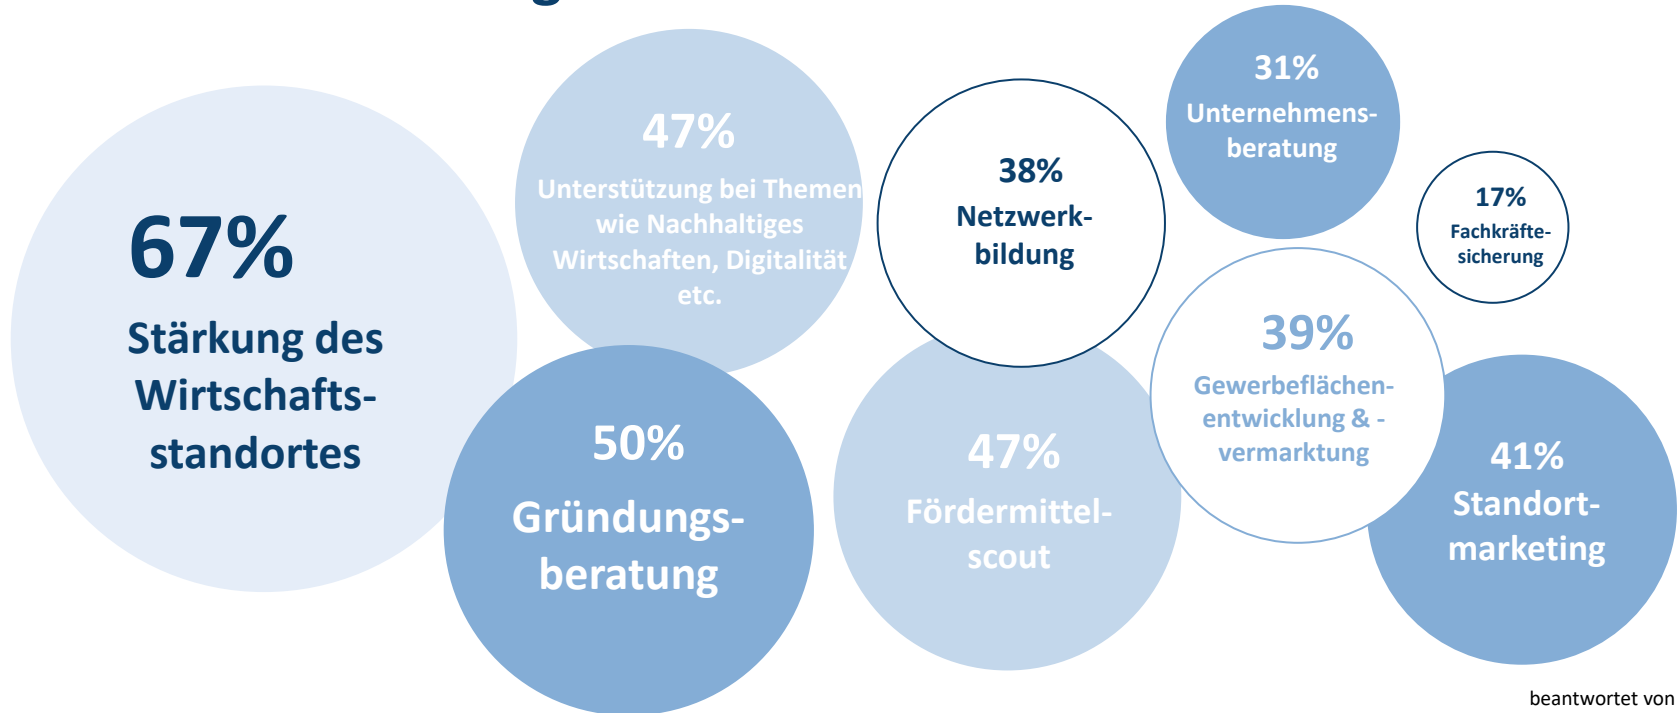 67%
Stärkung des
Wirtschafts-
standortes
47%
Unterstützung bei Themen
wie Nachhaltiges
Wirtschaften, Digitalität
etc.
50%
Gründungs-
beratung
38%
Netzwerk-
bildung
47%
Fördermittel-
scout
31%
Unternehmens-
beratung
39%
Gewerbeflächen-
entwicklung & -
vermarktung
17%
Fachkräfte-
sicherung
41%
Standort-
marketing
beantwortet von